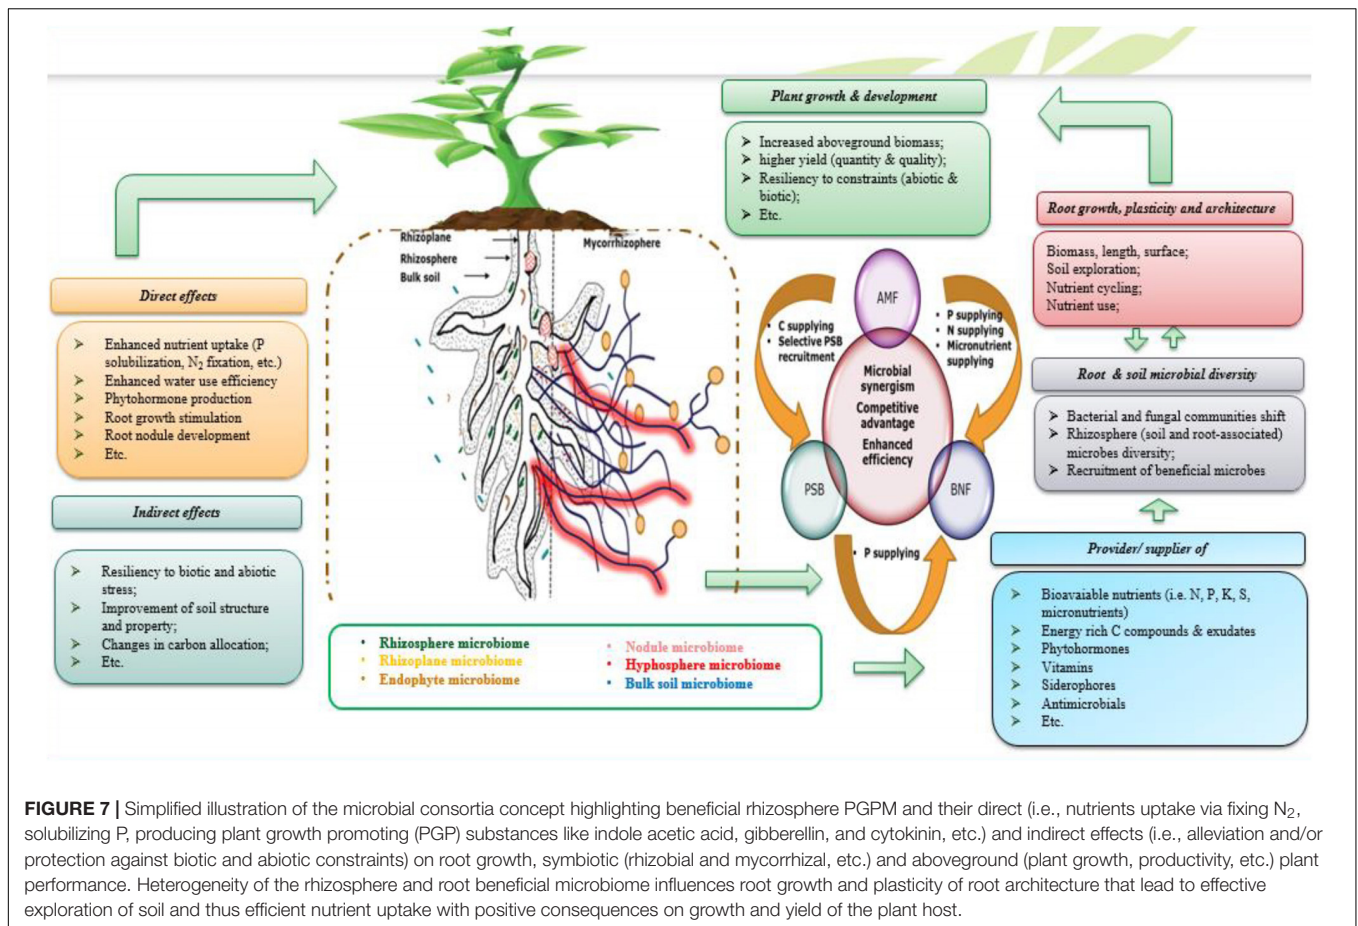 Plant growth & development
➤ Increased aboveground biomass;
➤ higher yield (quantity & quality);
➤ Resiliency to constraints (abiotic &
biotic);
➤ Etc.
Root growth, plasticity and architecture
Biomass, length, surface;
Soil exploration;
Nutrient cycling;
Nutrient use;
Rhizoplane
Rhizosphere
Bulk soil
Mycorrhizophere
Direct effects
➤ Enhanced nutrient uptake (P
solubilization, N₂ fixation, etc.)
➤ Enhanced water use efficiency
➤ Phytohormone production
➤ Root growth stimulation
➤ Root nodule development
➤ Etc.
Indirect effects
➤ Resiliency to biotic and abiotic
stress;
➤ Improvement of soil structure
and property;
➤ Changes in carbon allocation;
➤ Etc.
AMF
• C supplying
• Selective PSB
recruitment
• P supplying
• N supplying
• Micronutrient
supplying
Microbial
synergism
Competitive
advantage
Enhanced
efficiency
PSB
BNF
• P supplying
Root & soil microbial diversity
➤ Bacterial and fungal communities shift
➤ Rhizosphere (soil and root-associated)
microbes diversity;
➤ Recruitment of beneficial microbes
Provider/ supplier of
➤ Bioavaiable nutrients (i.e. N, P, K, S,
micronutrients)
➤ Energy rich C compounds & exudates
➤ Phytohormones
➤ Vitamins
➤ Siderophores
➤ Antimicrobials
➤ Etc.
• Rhizosphere microbiome
• Rhizoplane microbiome
• Endophyte microbiome
• Nodule microbiome
• Hyphosphere microbiome
• Bulk soil microbiome
FIGURE 7 | Simplified illustration of the microbial consortia concept highlighting beneficial rhizosphere PGPM and their direct (i.e., nutrients uptake via fixing N₂,
solubilizing P, producing plant growth promoting (PGP) substances like indole acetic acid, gibberellin, and cytokinin, etc.) and indirect effects (i.e., alleviation and/or
protection against biotic and abiotic constraints) on root growth, symbiotic (rhizobial and mycorrhizal, etc.) and aboveground (plant growth, productivity, etc.) plant
performance. Heterogeneity of the rhizosphere and root beneficial microbiome influences root growth and plasticity of root architecture that lead to effective
exploration of soil and thus efficient nutrient uptake with positive consequences on growth and yield of the plant host.